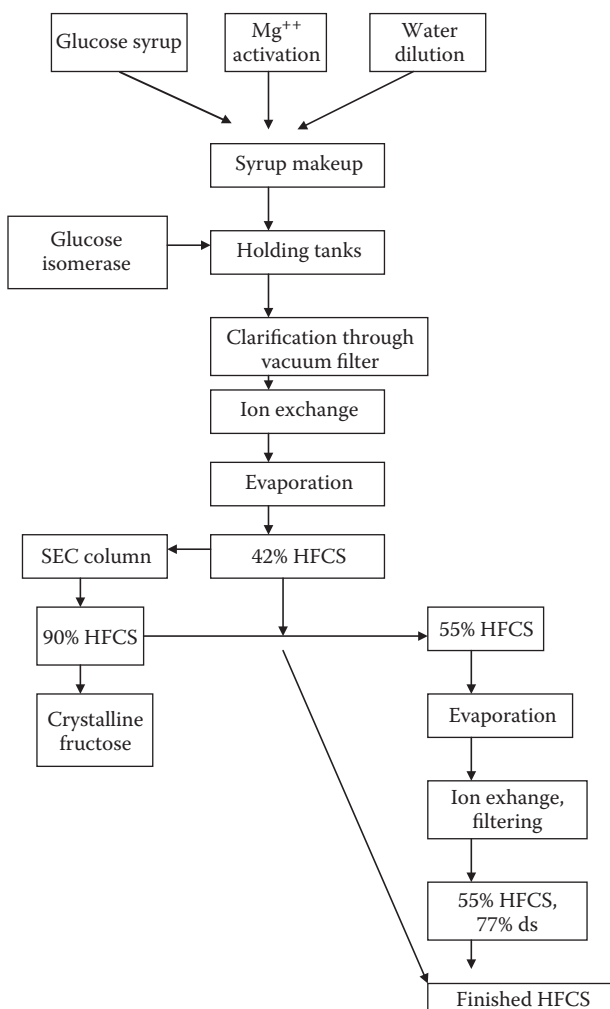 Glucose syrup
Mg++
activation
Water
dilution
Syrup makeup
Glucose
isomerase
Holding tanks
Clarification through
vacuum filter
Ion exchange
Evaporation
SEC column
42% HFCS
90% HFCS
55% HFCS
Crystalline
fructose
Evaporation
Ion exhange,
filtering
55% HFCS,
77% ds
Finished HFCS